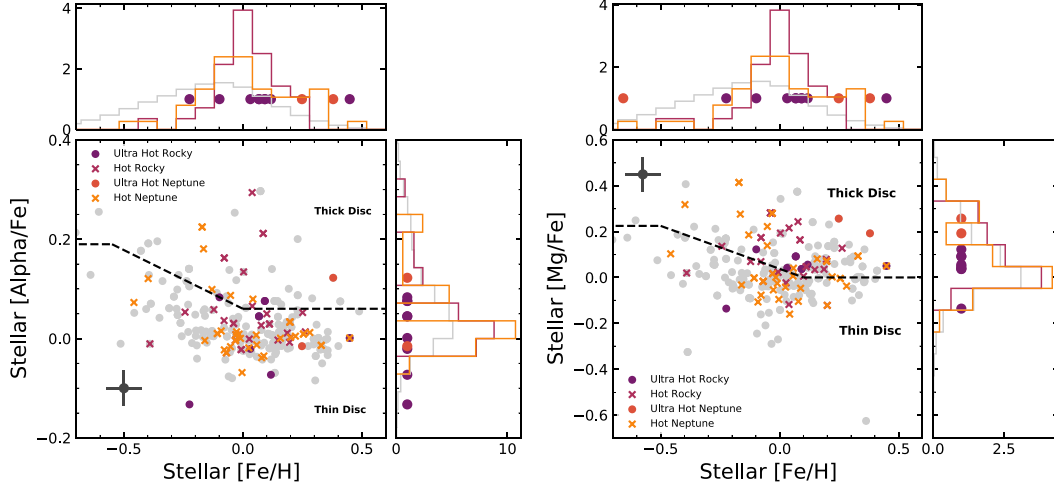 4
2
0
4
2
0
Stellar [Alpha/Fe]
0.4
0.2
0.0
−0.2
Ultra Hot Rocky
Hot Rocky
Ultra Hot Neptune
Hot Neptune
Thick Disc
Thin Disc
−0.5
0.0
0.5
Stellar [Fe/H]
0
5
10
Stellar [Mg/Fe]
0.6
0.4
0.2
0.0
−0.2
−0.4
−0.6
Thick Disc
Thin Disc
Ultra Hot Rocky
Hot Rocky
Ultra Hot Neptune
Hot Neptune
−0.5
0.0
0.5
Stellar [Fe/H]
0.0
2.5